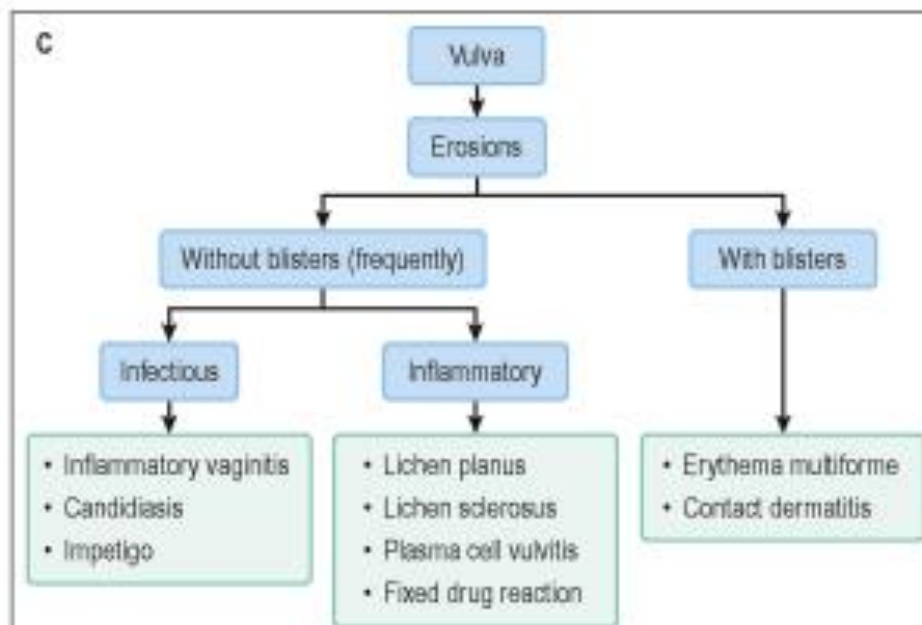 C
Vulva
Erosions
Without blisters (frequently)
With blisters
Infectious
Inflammatory
• Inflammatory vaginitis
• Candidiasis
• Impetigo
• Lichen planus
• Lichen sclerosus
• Plasma cell vulvitis
• Fixed drug reaction
• Erythema multiforme
• Contact dermatitis